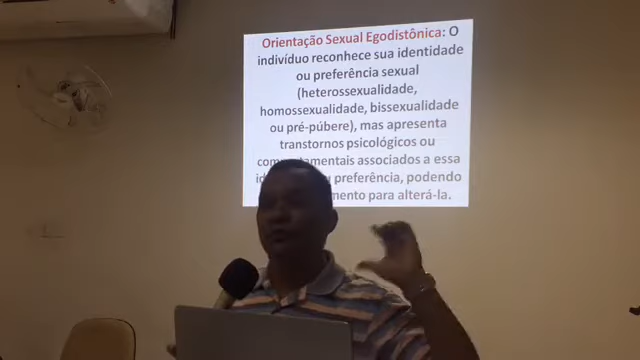 Orientação Sexual Egodistônica: O
indivíduo reconhece sua identidade
ou preferência sexual
(heterossexualidade,
homossexualidade, bissexualidade
ou pré-púbere), mas apresenta
transtornos psicológicos ou
associados a essa
preferência, podendo
para alterá-la.